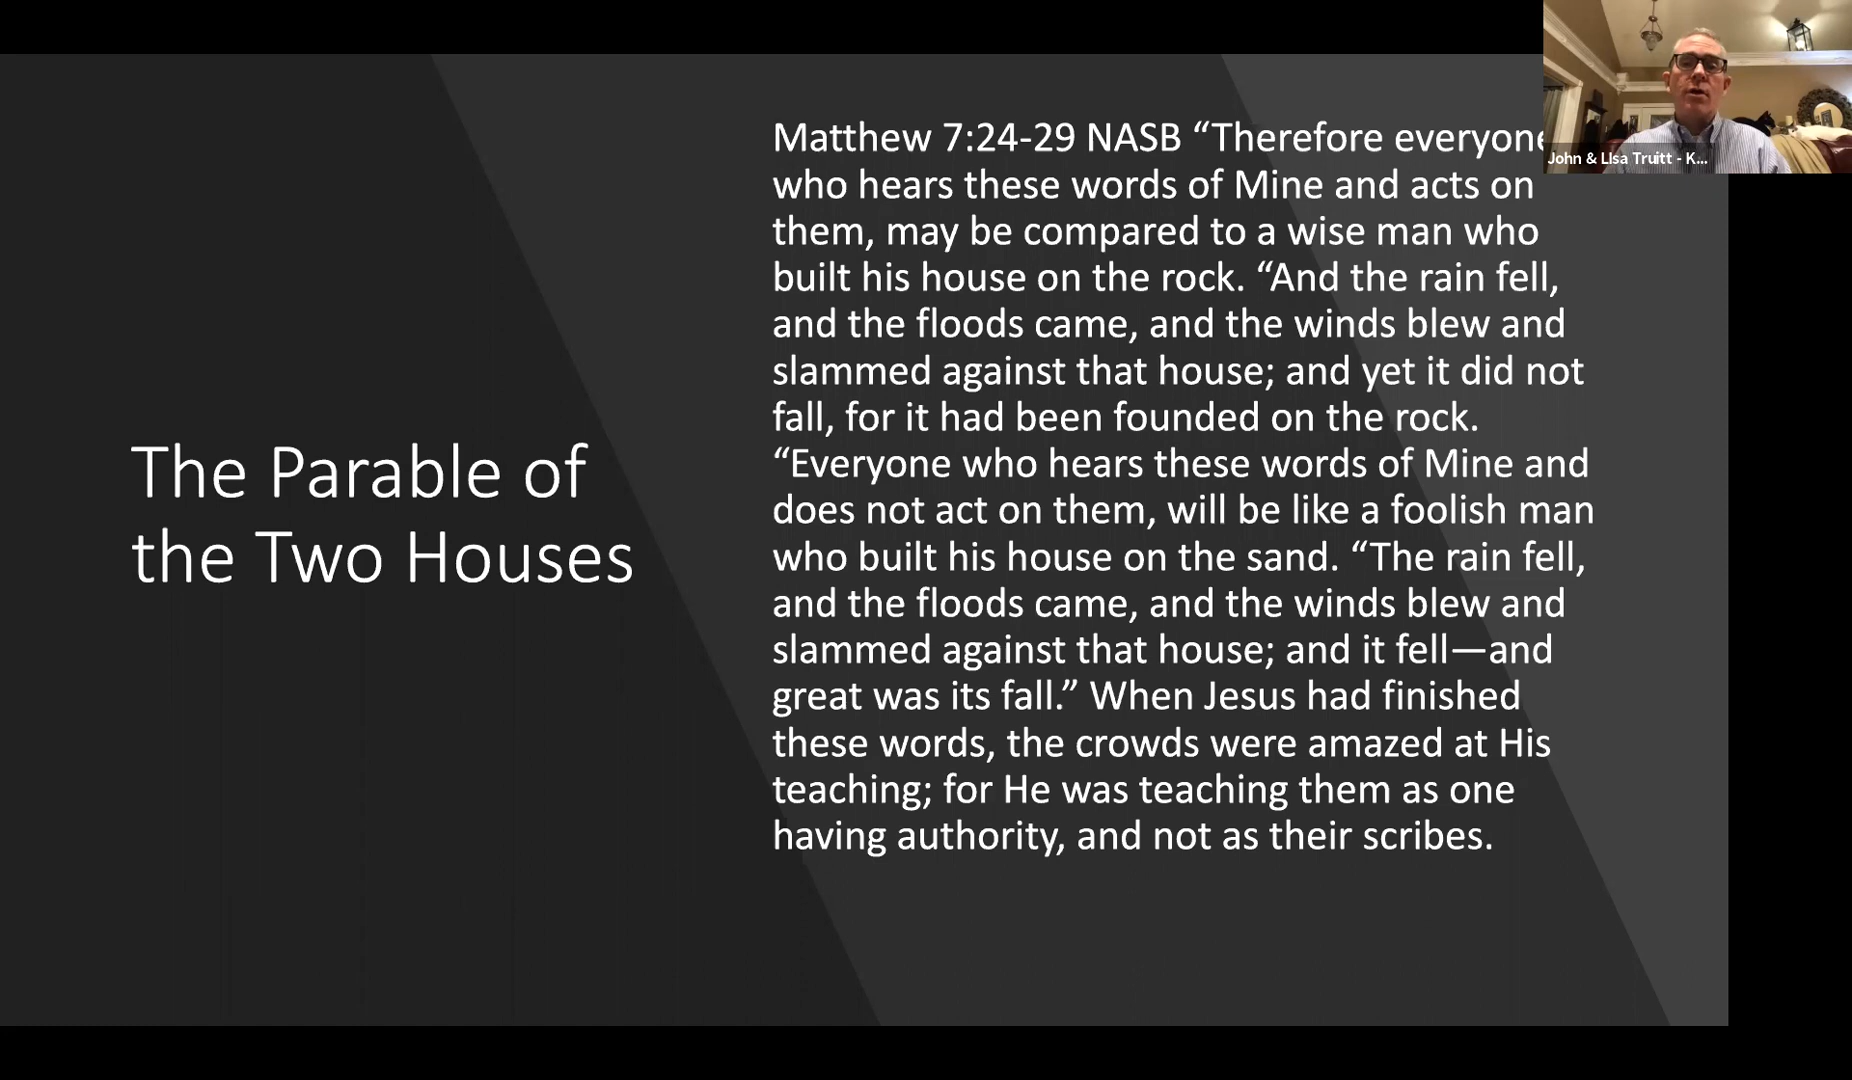 The Parable of
the Two Houses
Matthew 7:24-29 NASB “Therefore everyone
who hears these words of Mine and acts on
them, may be compared to a wise man who
built his house on the rock. “And the rain fell,
and the floods came, and the winds blew and
slammed against that house; and yet it did not
fall, for it had been founded on the rock.
“Everyone who hears these words of Mine and
does not act on them, will be like a foolish man
who built his house on the sand. “The rain fell,
and the floods came, and the winds blew and
slammed against that house; and it fell—and
great was its fall.” When Jesus had finished
these words, the crowds were amazed at His
teaching; for He was teaching them as one
having authority, and not as their scribes.
John & LIsa Truitt - K...